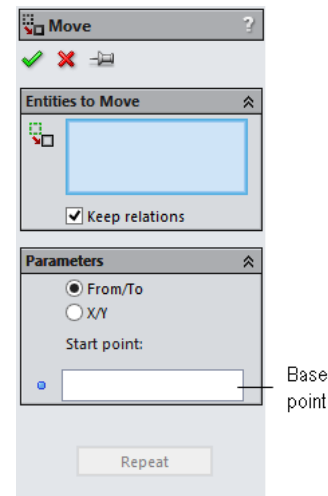 Move ?
Entities to Move
Keep relations
Parameters
From/To
X/Y
Start point:
Base
point
Repeat